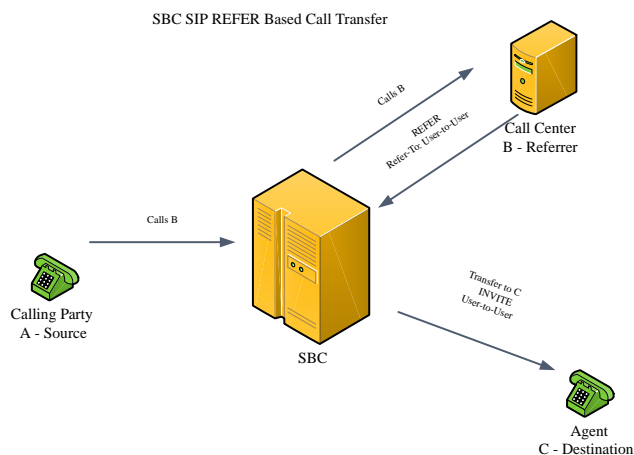 SBC SIP REFER Based Call Transfer
Calls B
REFER
Refer-To: User-to-User
Call Center
B - Referrer
Calls B
Calling Party
A - Source
SBC
Transfer to C
INVITE
User-to-User
Agent
C - Destination